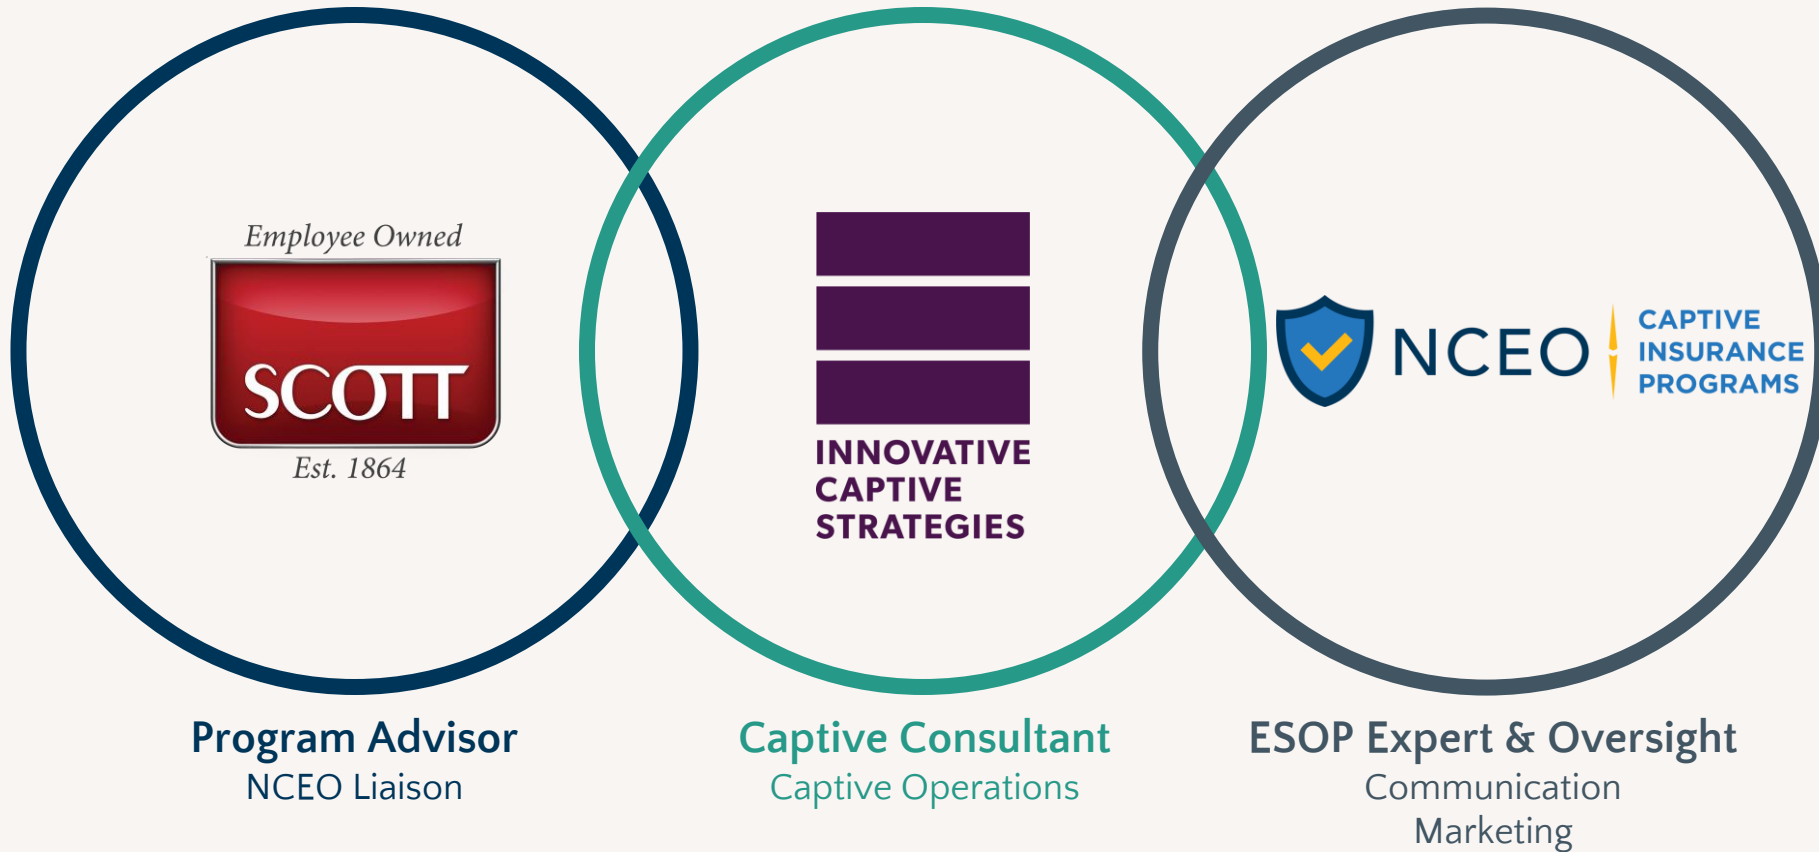 Employee Owned
SCOTT
Est. 1864
INNOVATIVE
CAPTIVE
STRATEGIES
NCEO
CAPTIVE
INSURANCE
PROGRAMS
Program Advisor
NCEO Liaison
Captive Consultant
Captive Operations
ESOP Expert & Oversight
Communication
Marketing